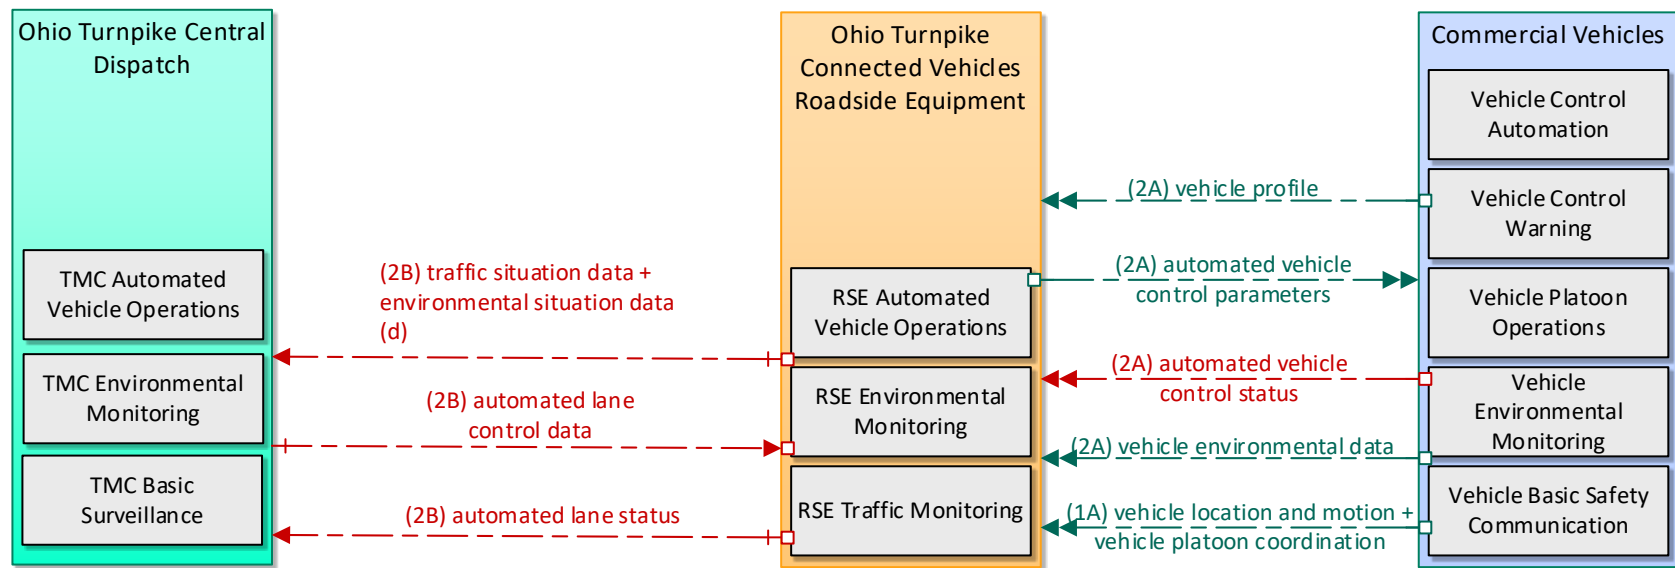 Ohio Turnpike Central
Dispatch
TMC Automated
Vehicle Operations
TMC Environmental
Monitoring
TMC Basic
Surveillance
(2B) traffic situation data +
environmental situation data
(d)
(2B) automated lane
control data
(2B) automated lane status
Ohio Turnpike
Connected Vehicles
Roadside Equipment
RSE Automated
Vehicle Operations
RSE Environmental
Monitoring
RSE Traffic Monitoring
(2A) vehicle profile
(2A) automated vehicle
control parameters
(2A) automated vehicle
control status
(2A) vehicle environmental data
(1A) vehicle location and motion +
vehicle platoon coordination
Commercial Vehicles
Vehicle Control
Automation
Vehicle Control
Warning
Vehicle Platoon
Operations
Vehicle
Environmental
Monitoring
Vehicle Basic Safety
Communication